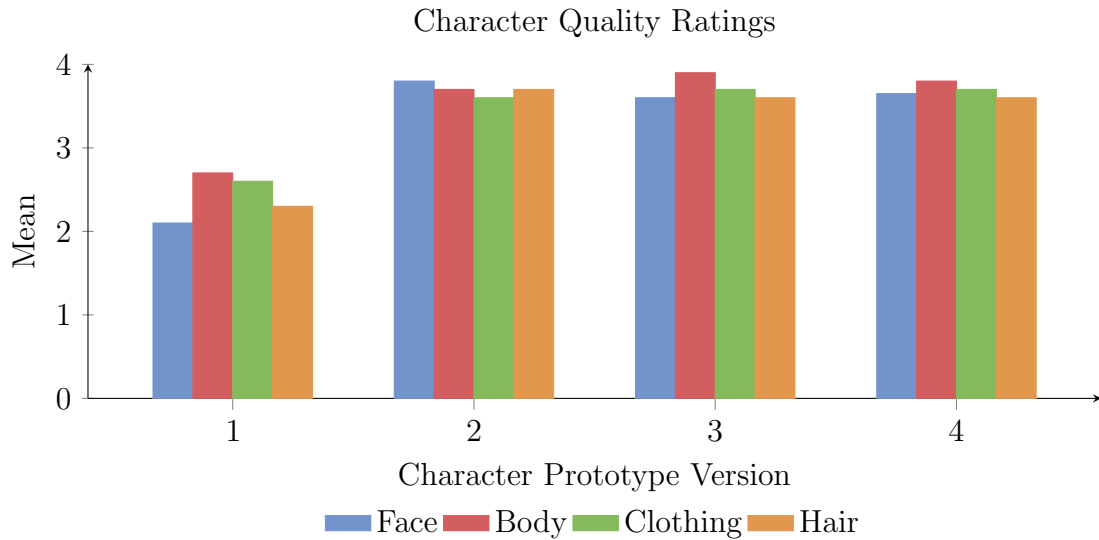 Character Quality Ratings
4
3
2
1
0
Mean
1 2 3 4
Character Prototype Version
Face Body Clothing Hair